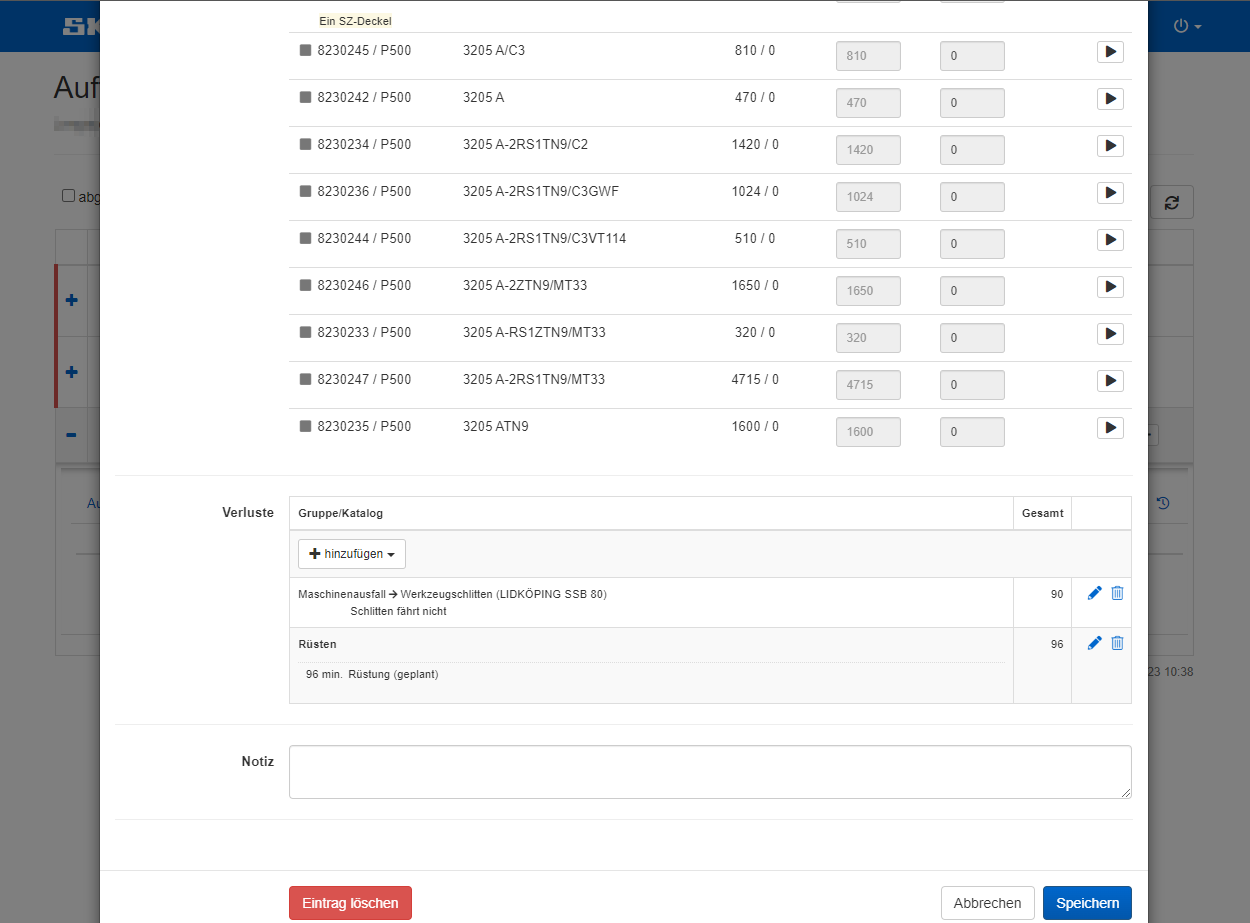 Ein SZ-Deckel
Auf
8230245 / P500 3205 A/C3 810 / 0 810 0
8230242 / P500 3205 A 470 / 0 470 0
8230234 / P500 3205 A-2RS1TN9/C2 1420 / 0 1420 0
abg
8230236 / P500 3205 A-2RS1TN9/C3GWF 1024 / 0 1024 0
8230244 / P500 3205 A-2RS1TN9/C3VT114 510 / 0 510 0
8230246 / P500 3205 A-2ZTN9/MT33 1650 / 0 1650 0
8230233 / P500 3205 A-RS1ZTN9/MT33 320 / 0 320 0
8230247 / P500 3205 A-2RS1TN9/MT33 4715 / 0 4715 0
8230235 / P500 3205 ATN9 1600 / 0 1600 0
Au
Verluste Gruppe/Katalog Gesamt
hinzufügen
Maschinenausfall → Werkzeugschlitten (LIDKÖPING SSB 80) 90
Schlitten fährt nicht
Rüsten 96
96 min. Rüstung (geplant)
23 10:38
Notiz
Eintrag löschen Abbrechen Speichern